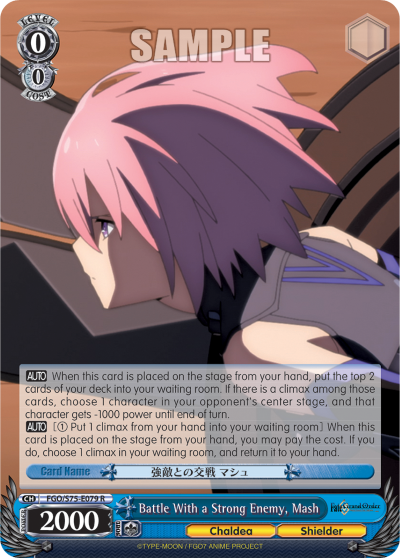 LEVEL
0
0
COST
SAMPLE
AUTO When this card is placed on the stage from your hand, put the top 2
cards of your deck into your waiting room. If there is a climax among those
cards, choose 1 character in your opponent's center stage, and that
character gets -1000 power until end of turn.
AUTO [① Put 1 climax from your hand into your waiting room] When this
card is placed on the stage from your hand, you may pay the cost. If you
do, choose 1 climax in your waiting room, and return it to your hand.
Card Name 強敵との交戦 マシュ
CH FGO/S75-E079 R
POWER 2000
Battle With a Strong Enemy, Mash
Fate/Grand Order
Chaldea Shielder
©TYPE-MOON / FGO7 ANIME PROJECT